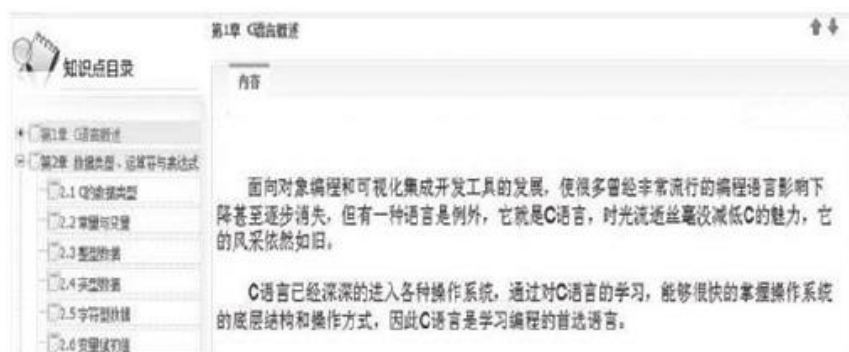 第1章 C语言概述
知识点目录
内容
第1章 C语言概述
第2章 数据类型、运算符与表达式
2.1 C的数据类型
2.2 常量与变量
2.3 整型数据
2.4 实型数据
2.5 字符型数据
2.6 变量赋初值
面向对象编程和可视化集成开发工具的发展，使很多曾经非常流行的编程语言影响下
降甚至逐步消失，但有一种语言是例外，它就是C语言，时光流逝丝毫没减低C的魅力，它
的风采依然如旧。
C语言已经深深的进入各种操作系统，通过对C语言的学习，能够很快的掌握操作系统
的底层结构和操作方式，因此C语言是学习编程的首选语言。